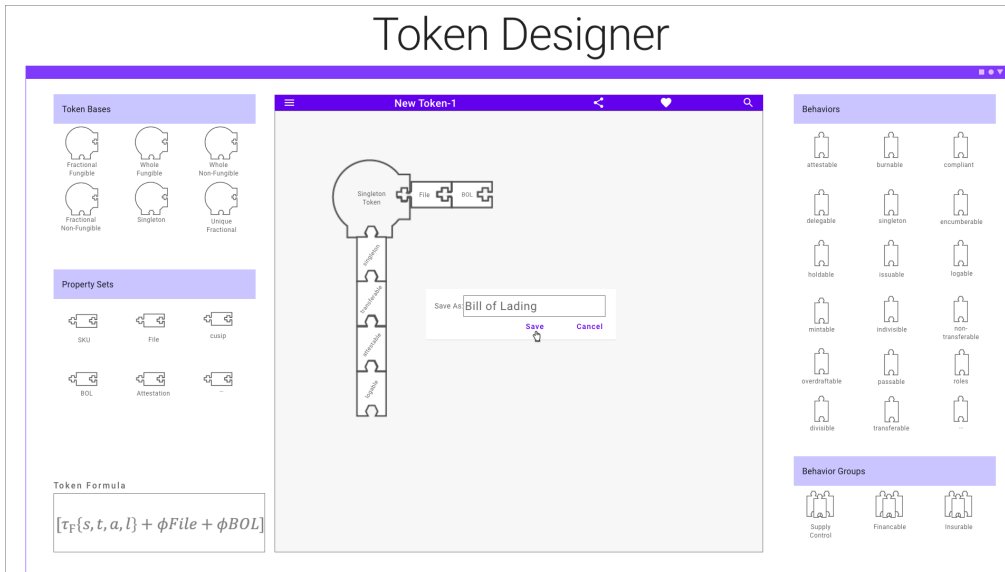 Token Designer
Token Bases
Fractional
Fungible
Whole
Fungible
Whole
Non-Fungible
Fractional
Non-Fungible
Singleton
Unique
Fractional
Property Sets
SKU
File
cusip
BOL
Attestation
...
Token Formula
[τF{s, t, a, l} + ϕFile + ϕBOL]
New Token-1
Singleton
Token
File
BOL
singleton
transferable
attestable
logable
Save As: Bill of Lading
Save Cancel
Behaviors
attestable
burnable
compliant
delegable
singleton
encumberable
holdable
issuable
logable
mintable
indivisible
non-
transferable
overdraftable
passable
roles
divisible
transferable
...
Behavior Groups
Supply
Control
Financable
Insurable